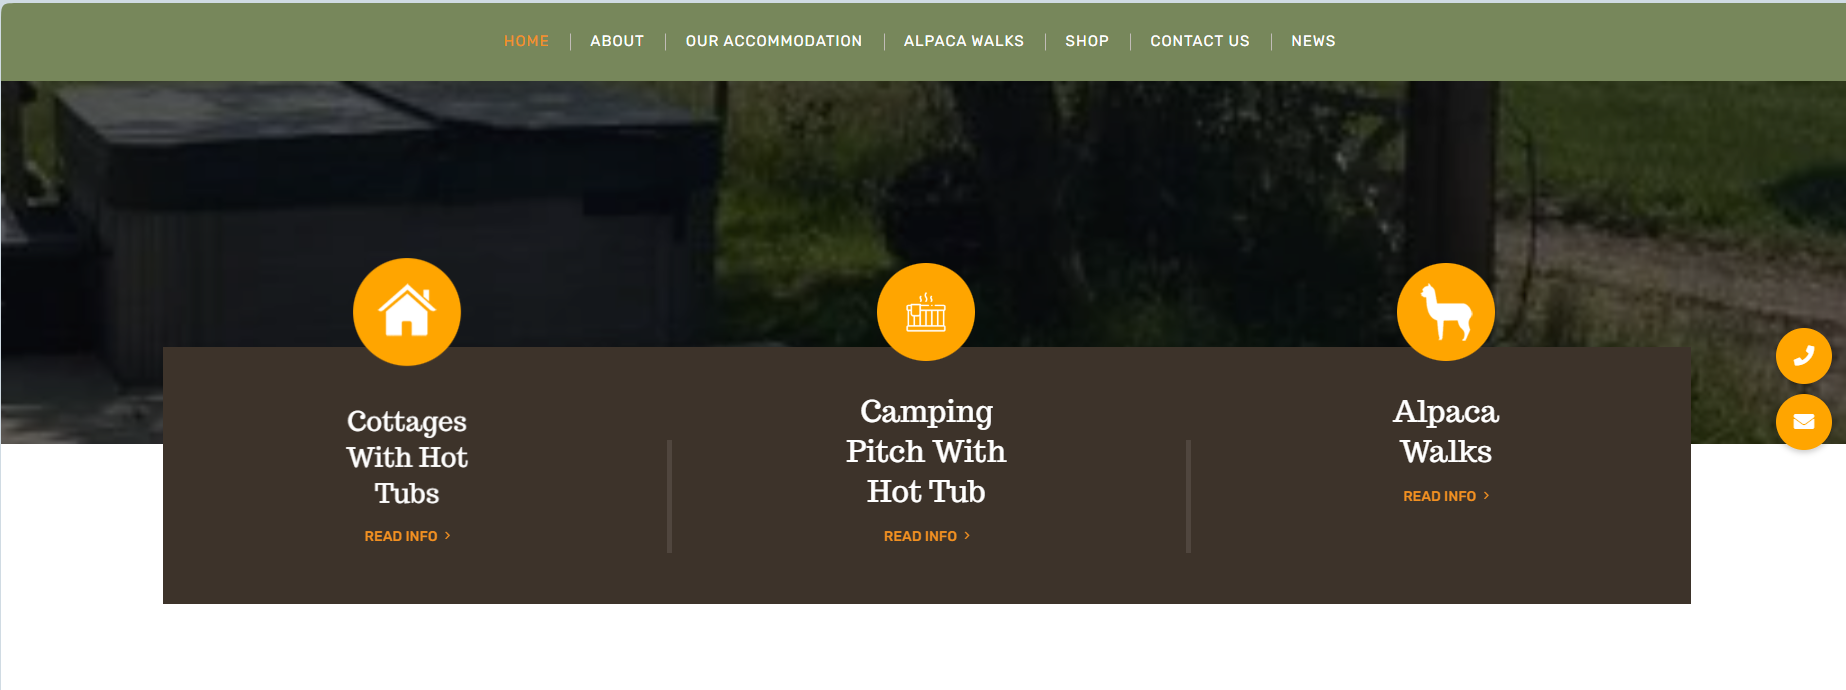 HOME
ABOUT
OUR ACCOMMODATION
ALPACA WALKS
SHOP
CONTACT US
NEWS
Cottages
With Hot
Tubs
READ INFO
Camping
Pitch With
Hot Tub
READ INFO
Alpaca
Walks
READ INFO